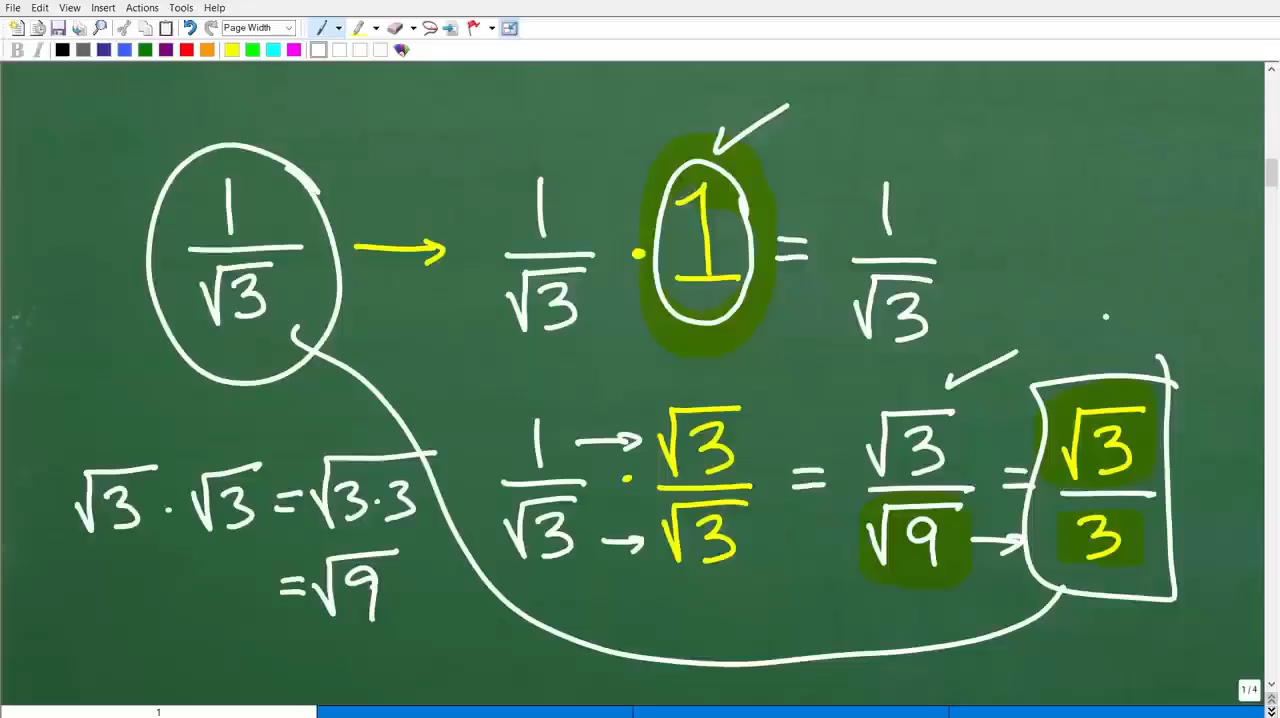 File Edit View Insert Actions Tools Help
Page Width
B I
1/√3 → 1/√3 · 1 = 1/√3
1/√3 → · √3/√3 = √3/√9 → = √3/3
√3 · √3 = √3·3
= √9
1/4
1